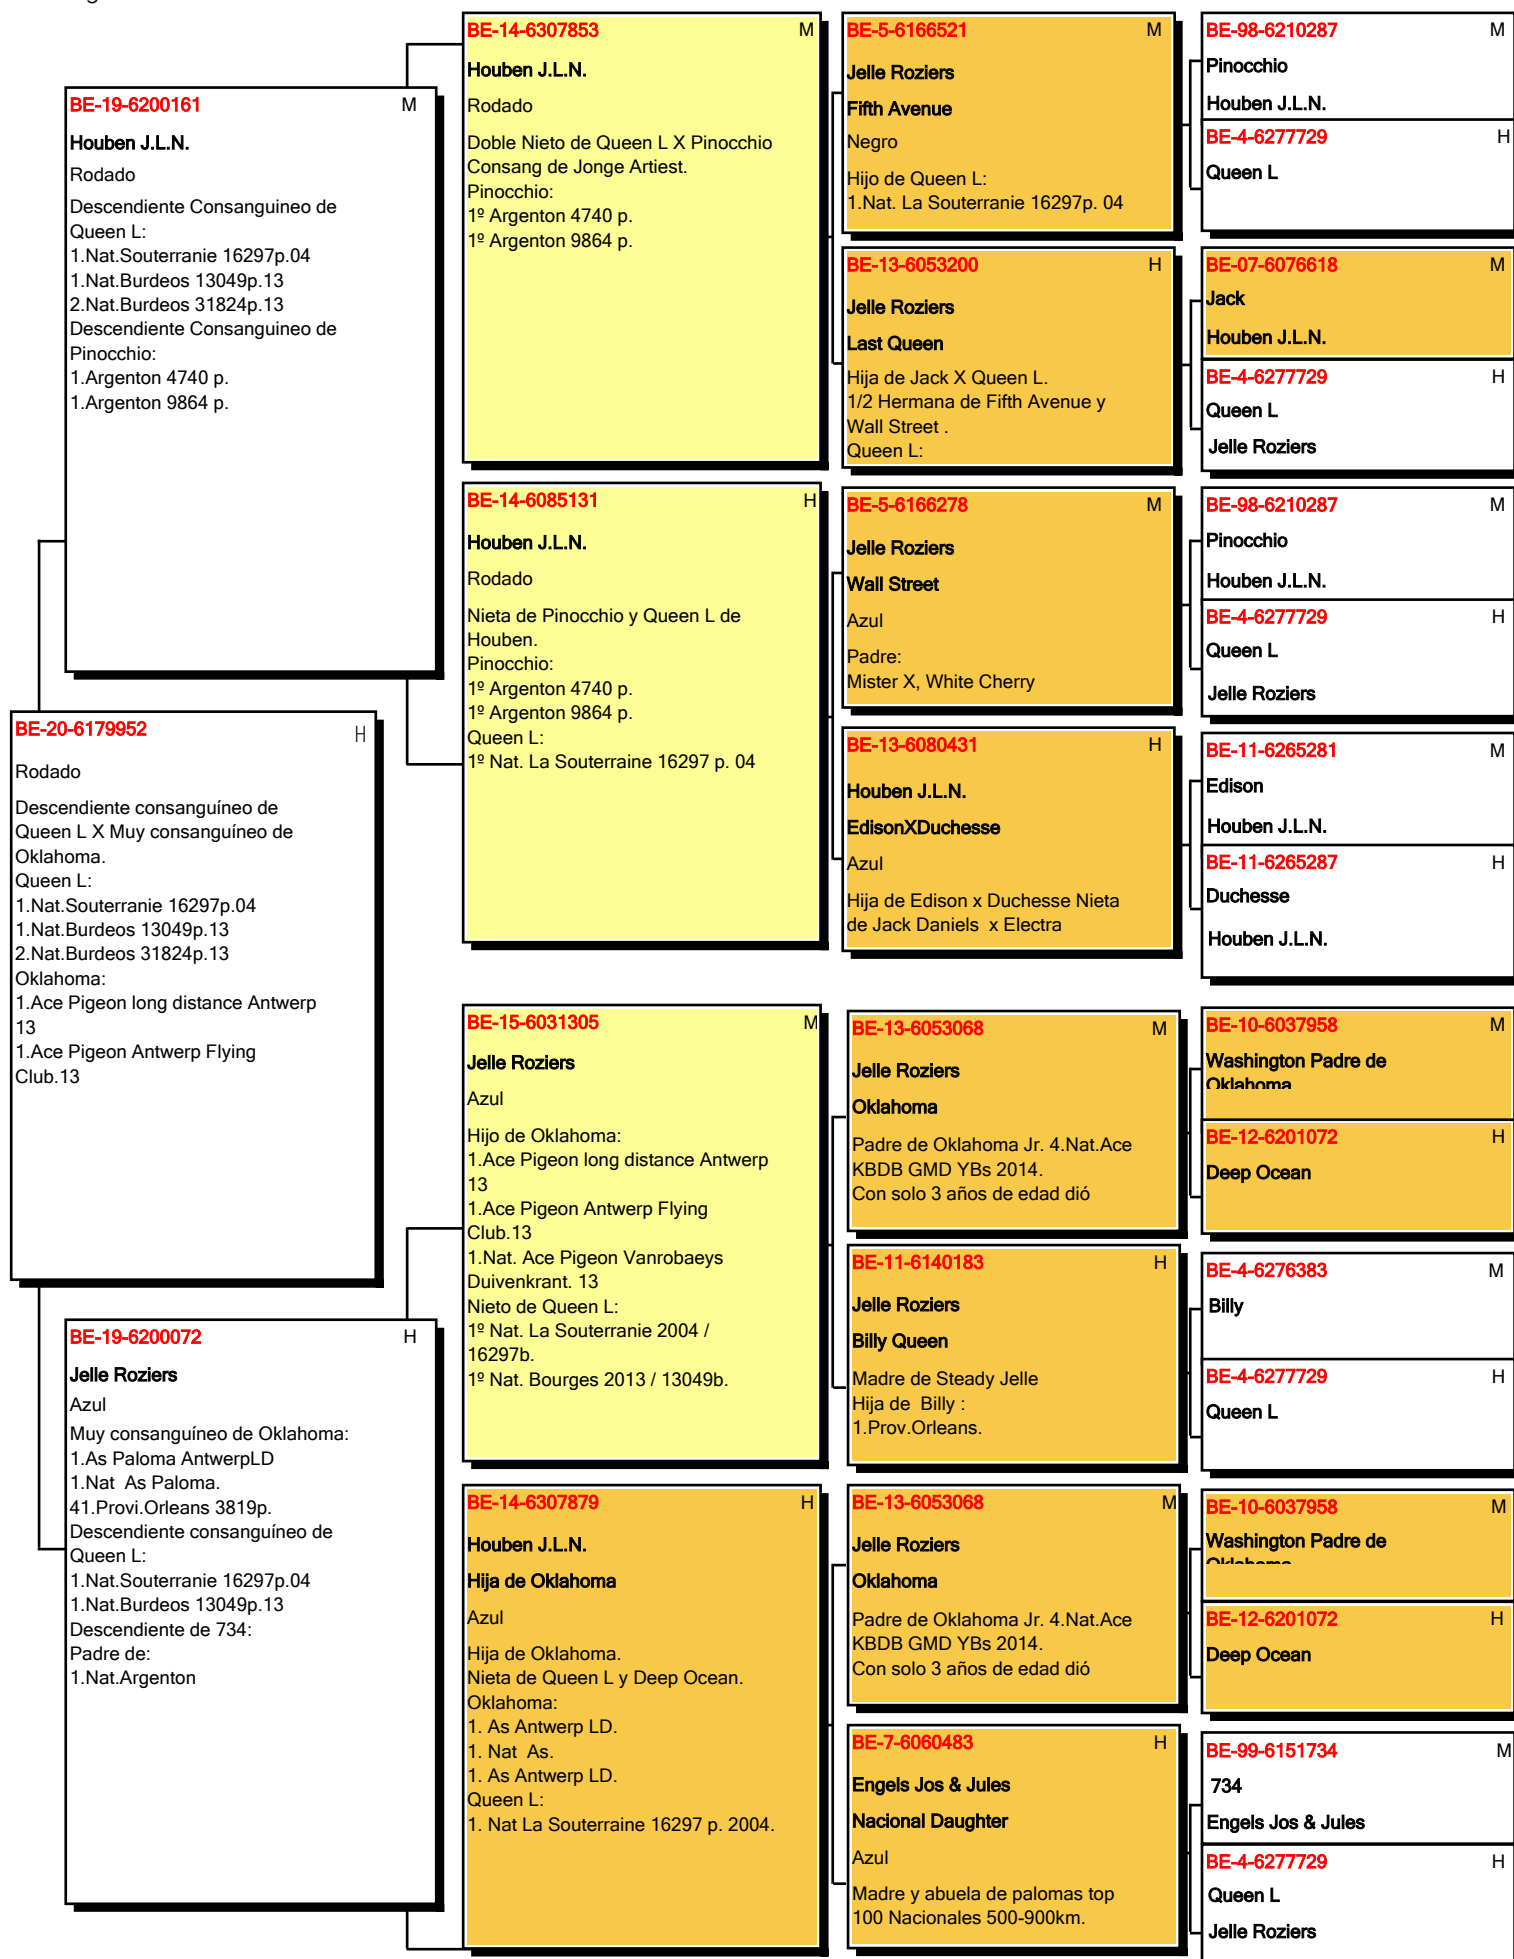 BE-20-6179952 H
Rodado
Descendiente consanguíneo de
Queen L X Muy consanguíneo de
Oklahoma.
Queen L:
1.Nat.Souterranie 16297p.04
1.Nat.Burdeos 13049p.13
2.Nat.Burdeos 31824p.13
Oklahoma:
1.Ace Pigeon long distance Antwerp
13
1.Ace Pigeon Antwerp Flying
Club.13
BE-19-6200161 M
Houben J.L.N.
Rodado
Descendiente Consanguineo de
Queen L:
1.Nat.Souterranie 16297p.04
1.Nat.Burdeos 13049p.13
2.Nat.Burdeos 31824p.13
Descendiente Consanguineo de
Pinocchio:
1.Argenton 4740 p.
1.Argenton 9864 p.
BE-19-6200072 H
Jelle Roziers
Azul
Muy consanguíneo de Oklahoma:
1.As Paloma AntwerpLD
1.Nat As Paloma.
41.Provi.Orleans 3819p.
Descendiente consanguíneo de
Queen L:
1.Nat.Souterranie 16297p.04
1.Nat.Burdeos 13049p.13
Descendiente de 734:
Padre de:
1.Nat.Argenton
BE-14-6307853 M
Houben J.L.N.
Rodado
Doble Nieto de Queen L X Pinocchio
Consang de Jonge Artiest.
Pinocchio:
1º Argenton 4740 p.
1º Argenton 9864 p.
BE-14-6085131 H
Houben J.L.N.
Rodado
Nieta de Pinocchio y Queen L de
Houben.
Pinocchio:
1º Argenton 4740 p.
1º Argenton 9864 p.
Queen L:
1º Nat. La Souterraine 16297 p. 04
BE-15-6031305 M
Jelle Roziers
Azul
Hijo de Oklahoma:
1.Ace Pigeon long distance Antwerp
13
1.Ace Pigeon Antwerp Flying
Club.13
1.Nat. Ace Pigeon Vanrobaeys
Duivenkrant. 13
Nieto de Queen L:
1º Nat. La Souterranie 2004 /
16297b.
1º Nat. Bourges 2013 / 13049b.
BE-14-6307879 H
Houben J.L.N.
Hija de Oklahoma
Azul
Hija de Oklahoma.
Nieta de Queen L y Deep Ocean.
Oklahoma:
1. As Antwerp LD.
1. Nat As.
1. As Antwerp LD.
Queen L:
1. Nat La Souterraine 16297 p. 2004.
BE-5-6166521 M
Jelle Roziers
Fifth Avenue
Negro
Hijo de Queen L:
1.Nat. La Souterranie 16297p. 04
BE-13-6053200 H
Jelle Roziers
Last Queen
Hija de Jack X Queen L.
1/2 Hermana de Fifth Avenue y
Wall Street .
Queen L:
BE-5-6166278 M
Jelle Roziers
Wall Street
Azul
Padre:
Mister X, White Cherry
BE-13-6080431 H
Houben J.L.N.
EdisonXDuchesse
Azul
Hija de Edison x Duchesse Nieta
de Jack Daniels x Electra
BE-13-6053068 M
Jelle Roziers
Oklahoma
Padre de Oklahoma Jr. 4.Nat.Ace
KBDB GMD YBs 2014.
Con solo 3 años de edad dió
BE-11-6140183 H
Jelle Roziers
Billy Queen
Madre de Steady Jelle
Hija de Billy :
1.Prov.Orleans.
BE-13-6053068 M
Jelle Roziers
Oklahoma
Padre de Oklahoma Jr. 4.Nat.Ace
KBDB GMD YBs 2014.
Con solo 3 años de edad dió
BE-7-6060483 H
Engels Jos & Jules
Nacional Daughter
Azul
Madre y abuela de palomas top
100 Nacionales 500-900km.
BE-98-6210287 M
Pinocchio
Houben J.L.N.
BE-4-6277729 H
Queen L
BE-07-6076618 M
Jack
Houben J.L.N.
BE-4-6277729 H
Queen L
Jelle Roziers
BE-98-6210287 M
Pinocchio
Houben J.L.N.
BE-4-6277729 H
Queen L
Jelle Roziers
BE-11-6265281 M
Edison
Houben J.L.N.
BE-11-6265287 H
Duchesse
Houben J.L.N.
BE-10-6037958 M
Washington Padre de
Oklahoma
BE-12-6201072 H
Deep Ocean
BE-4-6276383 M
Billy
BE-4-6277729 H
Queen L
BE-10-6037958 M
Washington Padre de
BE-12-6201072 H
Deep Ocean
BE-99-6151734 M
734
Engels Jos & Jules
BE-4-6277729 H
Queen L
Jelle Roziers